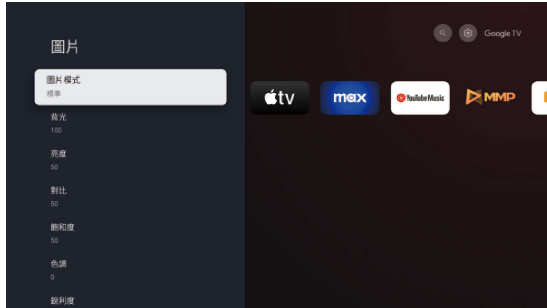 圖片
圖片模式
標準
背光
100
亮度
50
對比
50
飽和度
50
色調
0
銳利度
Google TV
tv
max
YouTube Music
MMP